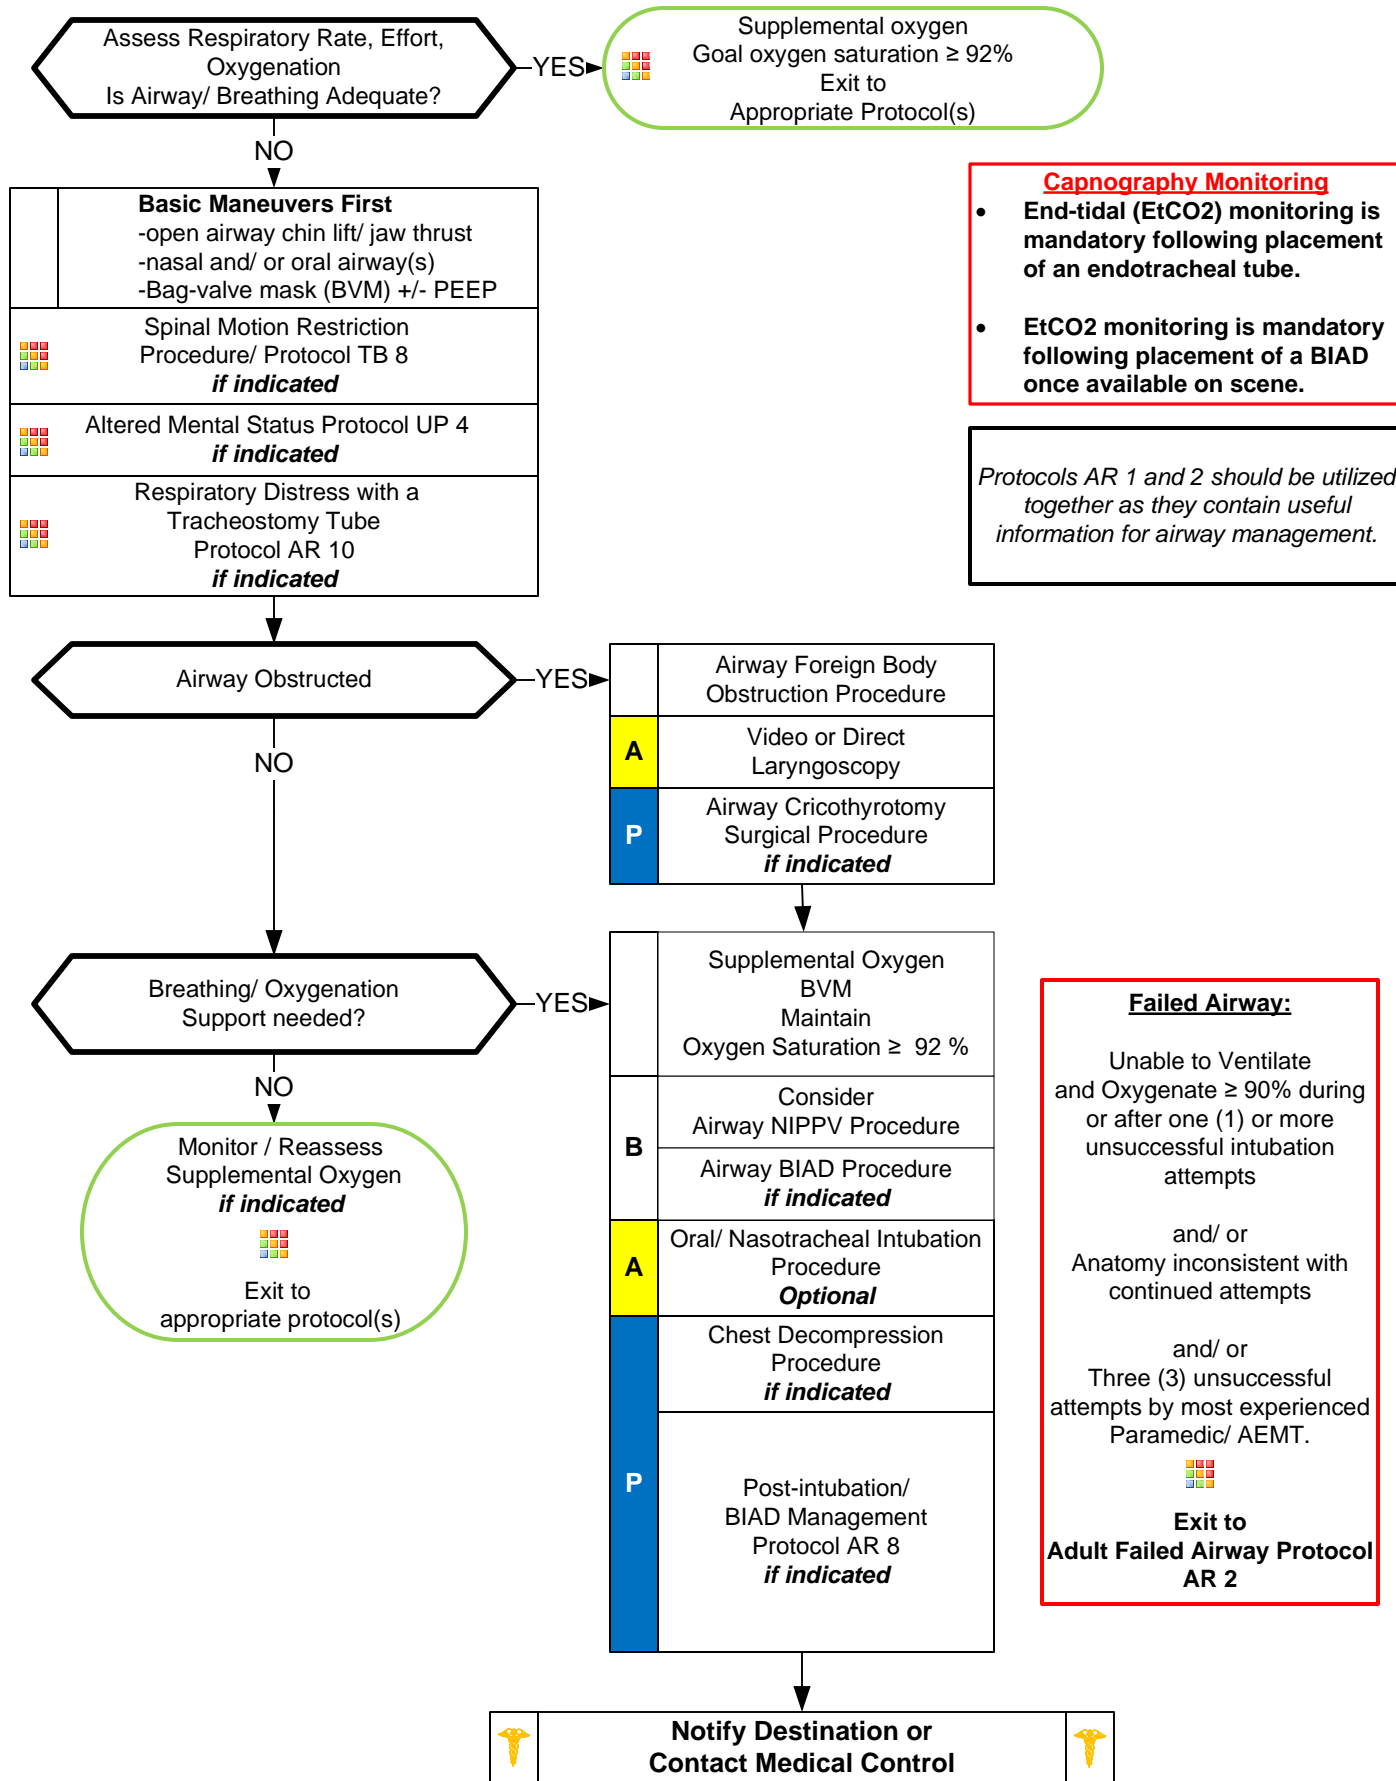 Assess Respiratory Rate, Effort,
Oxygenation
Is Airway/ Breathing Adequate?
YES
Supplemental oxygen
Goal oxygen saturation ≥ 92%
Exit to
Appropriate Protocol(s)
NO
Basic Maneuvers First
-open airway chin lift/ jaw thrust
-nasal and/ or oral airway(s)
-Bag-valve mask (BVM) +/- PEEP
Spinal Motion Restriction
Procedure/ Protocol TB 8
if indicated
Altered Mental Status Protocol UP 4
if indicated
Respiratory Distress with a
Tracheostomy Tube
Protocol AR 10
if indicated
Capnography Monitoring
• End-tidal (EtCO2) monitoring is
mandatory following placement
of an endotracheal tube.
• EtCO2 monitoring is mandatory
following placement of a BIAD
once available on scene.
Protocols AR 1 and 2 should be utilized
together as they contain useful
information for airway management.
Airway Obstructed
YES
Airway Foreign Body
Obstruction Procedure
A
Video or Direct
Laryngoscopy
P
Airway Cricothyrotomy
Surgical Procedure
if indicated
NO
Breathing/ Oxygenation
Support needed?
YES
Supplemental Oxygen
BVM
Maintain
Oxygen Saturation ≥ 92 %
B
Consider
Airway NIPPV Procedure
Airway BIAD Procedure
if indicated
A
Oral/ Nasotracheal Intubation
Procedure
Optional
P
Chest Decompression
Procedure
if indicated
Post-intubation/
BIAD Management
Protocol AR 8
if indicated
NO
Monitor / Reassess
Supplemental Oxygen
if indicated
Exit to
appropriate protocol(s)
Failed Airway:
Unable to Ventilate
and Oxygenate ≥ 90% during
or after one (1) or more
unsuccessful intubation
attempts
and/ or
Anatomy inconsistent with
continued attempts
and/ or
Three (3) unsuccessful
attempts by most experienced
Paramedic/ AEMT.
Exit to
Adult Failed Airway Protocol
AR 2
Notify Destination or
Contact Medical Control